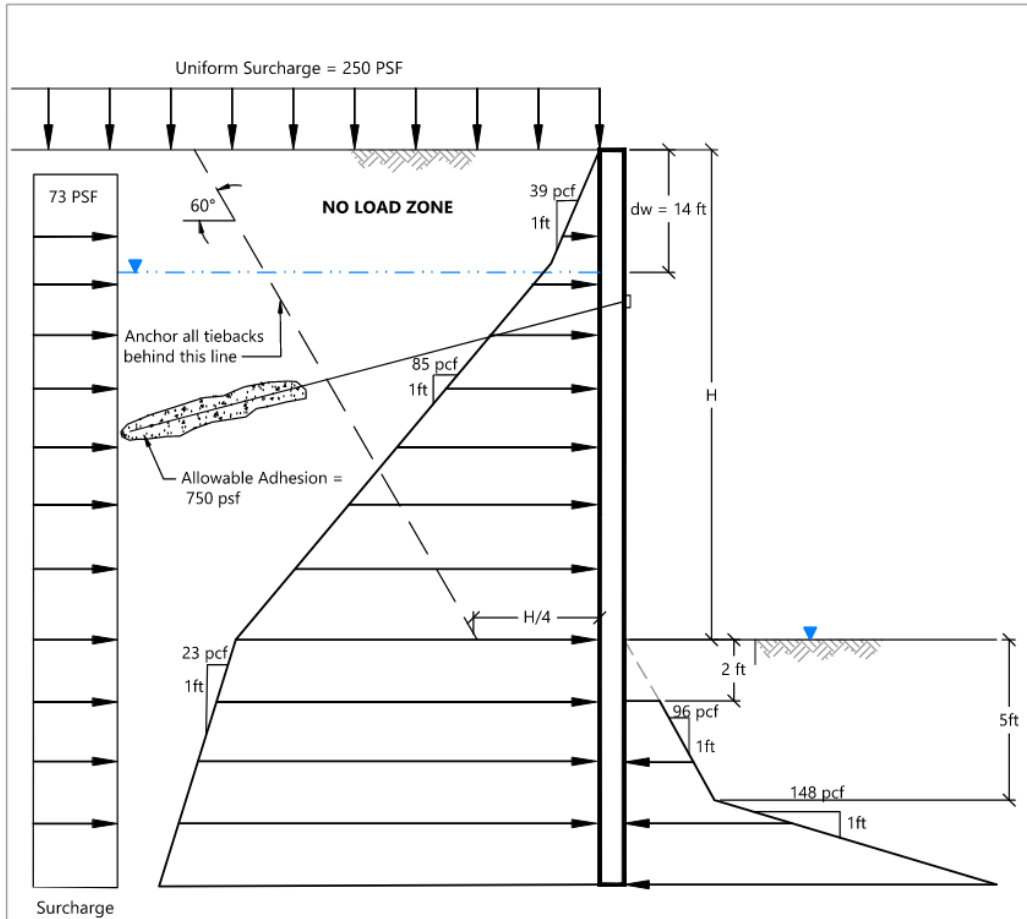 Uniform Surcharge = 250 PSF
73 PSF
60°
NO LOAD ZONE
39 pcf
1ft
dw = 14 ft
Anchor all tiebacks
behind this line
85 pcf
1ft
H
Allowable Adhesion =
750 psf
H/4
23 pcf
1ft
2 ft
96 pcf
1ft
5ft
148 pcf
1ft
Surcharge